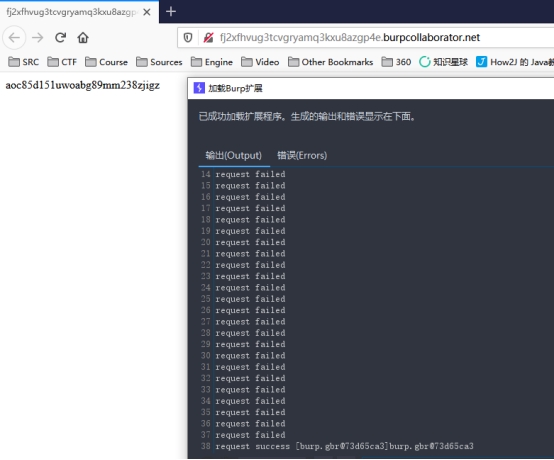 fj2xfhvug3tcvgryamq3kxu8azgp
fj2xfhvug3tcvgryamq3kxu8azgp4e.burpcollaborator.net
SRC CTF Course Sources Engine Video Other Bookmarks 360 知识星球 How2J 的 Java教
aoc85d151uwoabg89mm238zjigz
加载Burp扩展
已成功加载扩展程序。生成的输出和错误显示在下面。
输出(Output) 错误(Errors)
14 request failed
15 request failed
16 request failed
17 request failed
18 request failed
19 request failed
20 request failed
21 request failed
22 request failed
23 request failed
24 request failed
25 request failed
26 request failed
27 request failed
28 request failed
29 request failed
30 request failed
31 request failed
32 request failed
33 request failed
34 request failed
35 request failed
36 request failed
37 request failed
38 request success [burp.gbr@73d65ca3]burp.gbr@73d65ca3